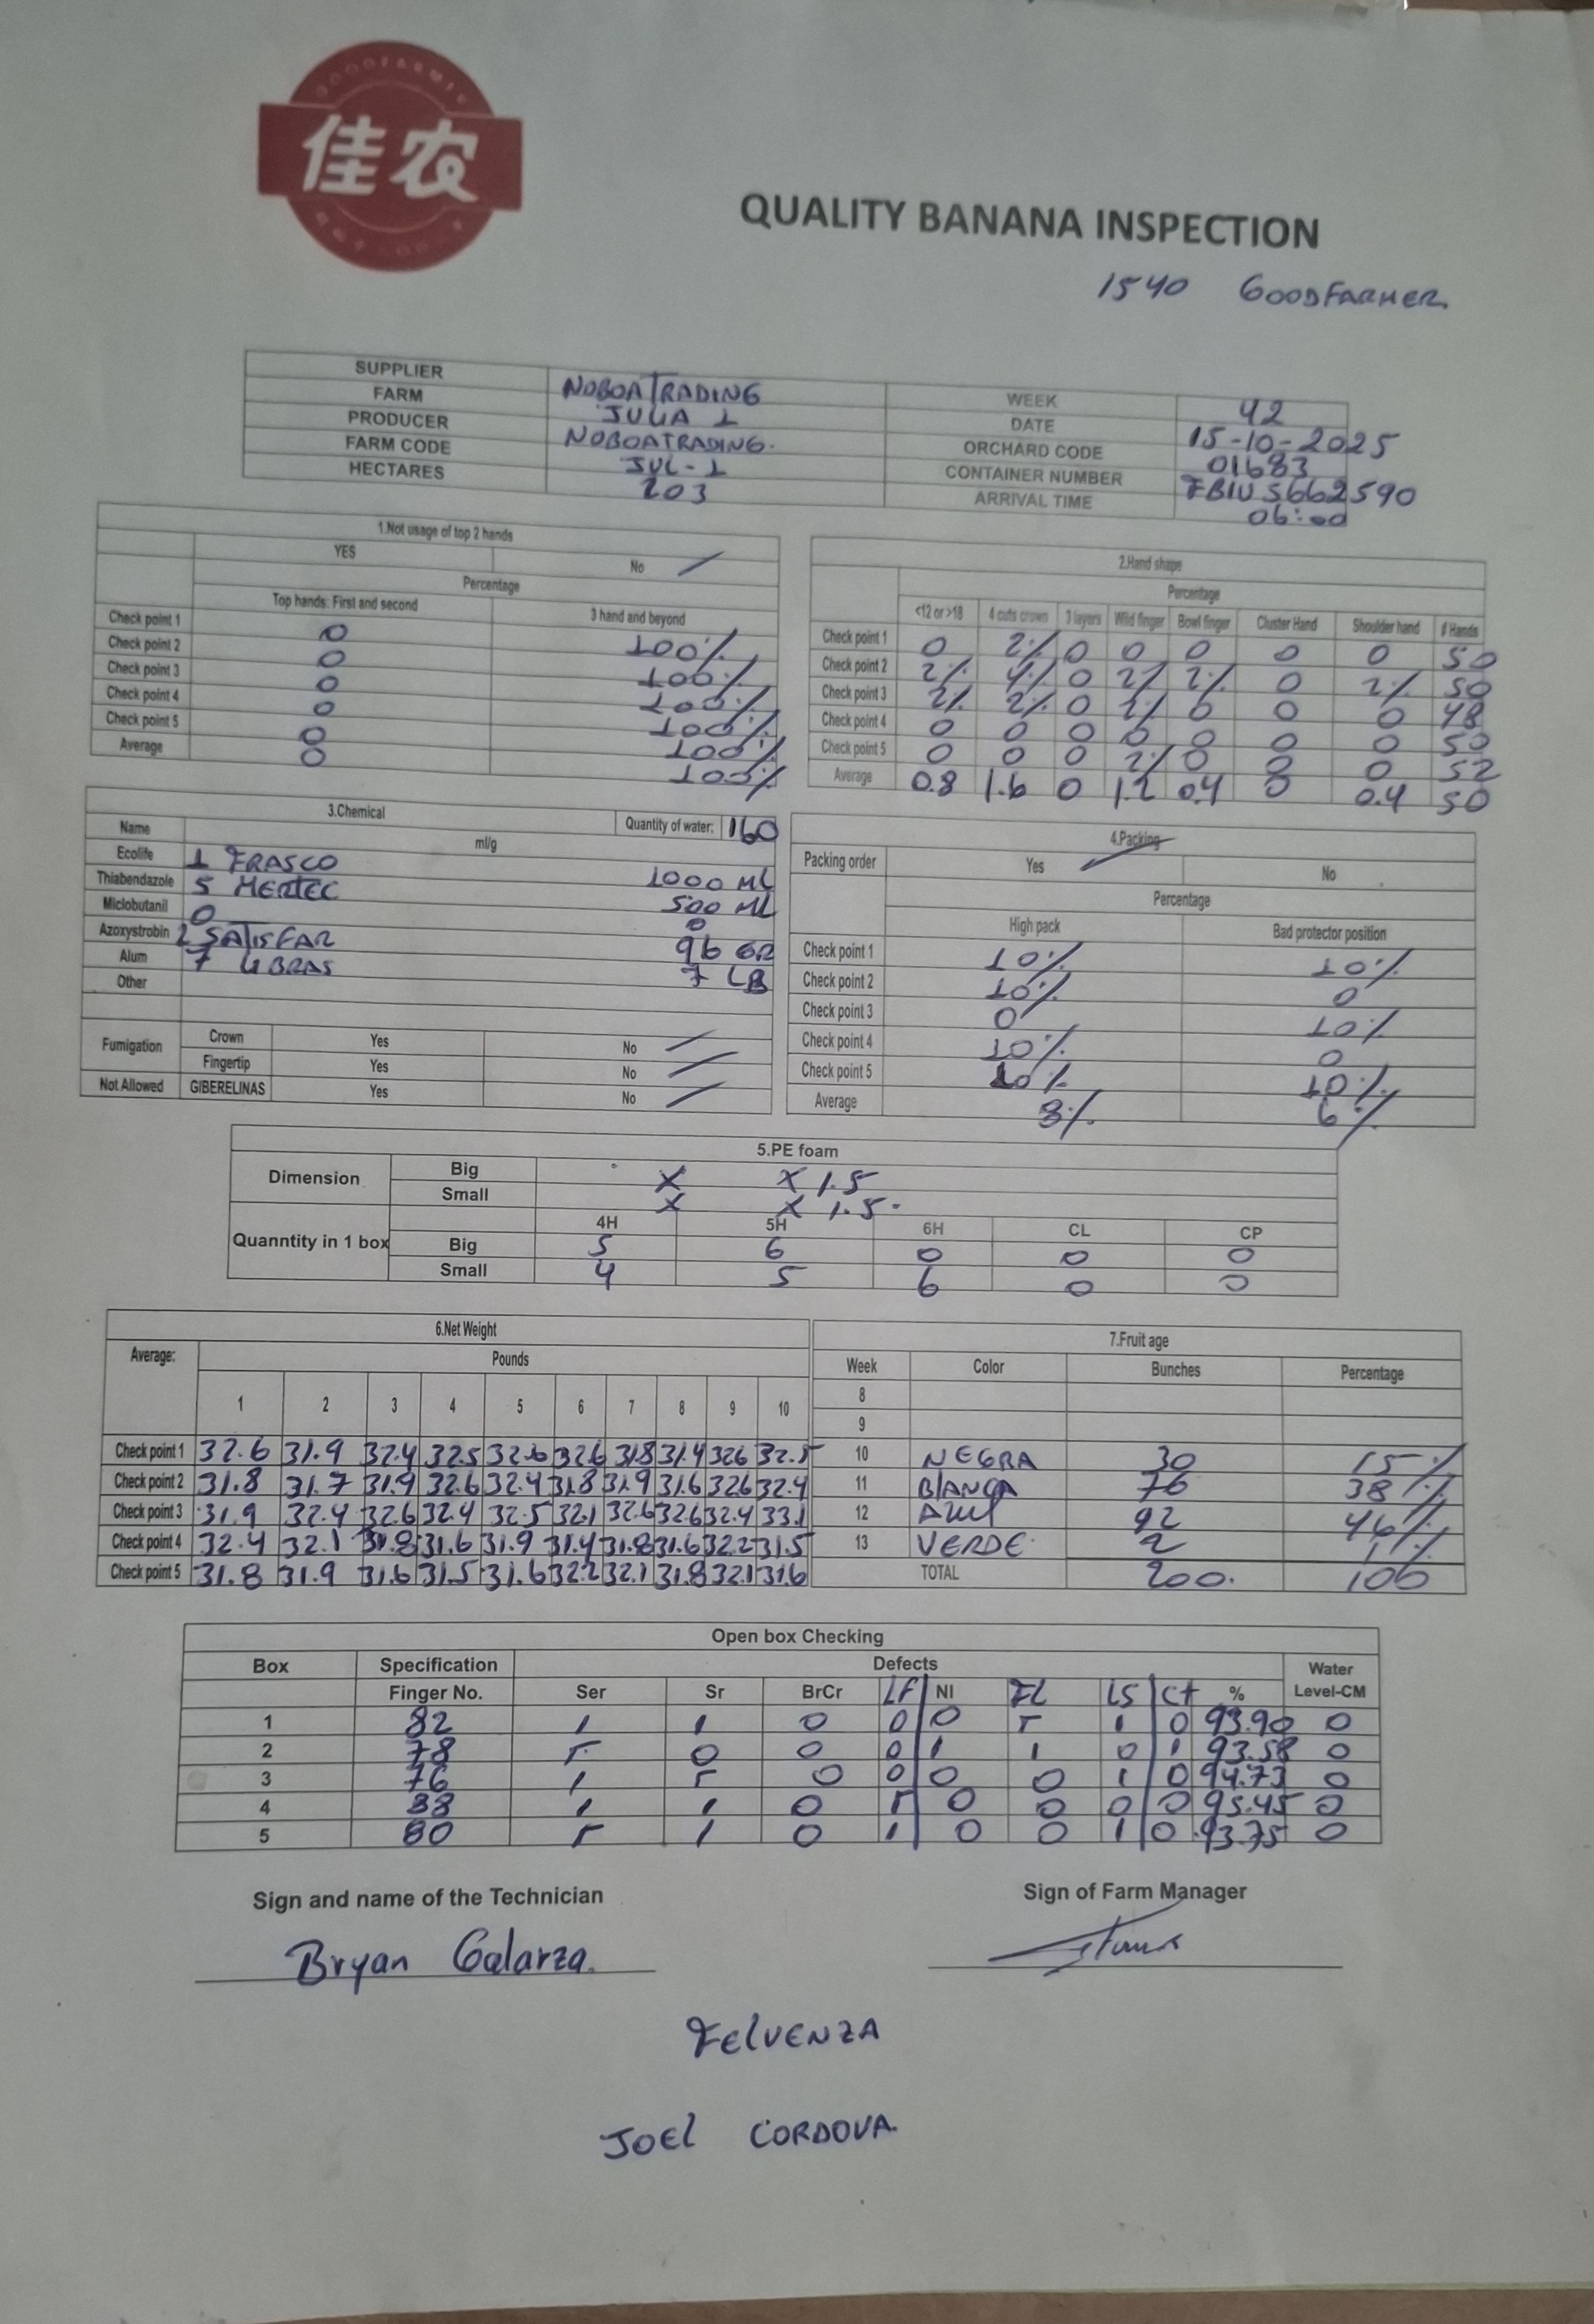 GOODFARMER
佳农
QUALITY BANANA INSPECTION
1540 GOODFARMER
SUPPLIER NOBOATRADING WEEK 42
FARM JULIA 1 DATE 15-10-2025
PRODUCER NOBOATRADING. ORCHARD CODE 01683
FARM CODE JUL-1 CONTAINER NUMBER FBIU5662590
HECTARES 203 ARRIVAL TIME 06:00
1.Not usage of top 2 hands
YES No /
Percentage
Top hands: First and second 3 hand and beyond
Check point 1 0 100%
Check point 2 0 100%
Check point 3 0 100%
Check point 4 0 100%
Check point 5 0 100%
Average 0 100%
2.Hand shape
Percentage
<12 or >18 4 cuts crown 3 layers Wild finger Bowl finger Cluster Hand Shoulder hand # Hands
Check point 1 0 2% 0 0 0 0 0 50
Check point 2 2% 4% 0 2% 2% 0 2% 50
Check point 3 2% 2% 0 2% 0 0 0 48
Check point 4 0 0 0 0 0 0 0 50
Check point 5 0 0 0 2% 0 0 0 52
Average 0.8 1.6 0 1.2 0.4 0 0.4 50
3.Chemical
Name ml/g Quantity of water: 160
Ecolife 1 FRASCO 1000 ML
Thiabendazole 5 MERTEC 500 ML
Miclobutanil 0 0
Azoxystrobin 2 SATISFAR 96 GR
Alum 7 LIBRAS 7 LB
Other
Fumigation Crown Yes No /
Fingertip Yes No /
Not Allowed GIBERELINAS Yes No /
4.Packing
Packing order Yes No
Percentage
High pack Bad protector position
Check point 1 10% 10%
Check point 2 10% 0
Check point 3 0 10%
Check point 4 10% 0
Check point 5 10% 10%
Average 8% 6%
5.PE foam
Dimension Big X X 1.5
Small X X 1.5.
4H 5H 6H CL CP
Quanntity in 1 box Big 5 6 0 0 0
Small 4 5 6 0 0
6.Net Weight
Average: Pounds
1 2 3 4 5 6 7 8 9 10
Check point 1 32.6 31.9 32.4 32.5 32.6 32.6 31.8 31.4 32.6 32.5
Check point 2 31.8 31.7 31.9 32.6 32.4 31.8 31.9 31.6 32.6 32.4
Check point 3 31.9 32.4 32.6 32.4 32.5 32.1 32.6 32.6 32.4 33.1
Check point 4 32.4 32.1 31.8 31.6 31.9 31.4 31.8 31.6 32.2 31.5
Check point 5 31.8 31.9 31.6 31.5 31.6 32.2 32.1 31.8 32.1 31.6
7.Fruit age
Week Color Bunches Percentage
8
9
10 NEGRA 30 15%
11 BlANCA 76 38%
12 AZUl 92 46%
13 VERDE. 2 1%
TOTAL 200. 100
Open box Checking
Box Specification Defects Water
Finger No. Ser Sr BrCr LF NI FL LS Ct % Level-CM
1 82 1 1 0 0 0 1 1 0 93.90 0
2 78 1 0 0 0 1 1 0 1 93.58 0
3 76 1 1 0 0 0 0 1 0 94.73 0
4 88 1 1 0 1 0 0 0 0 95.45 0
5 80 1 1 0 1 0 0 1 0 93.75 0
Sign and name of the Technician Sign of Farm Manager
Bryan Galarza.
FElVENZA
JOEl CORDOVA.